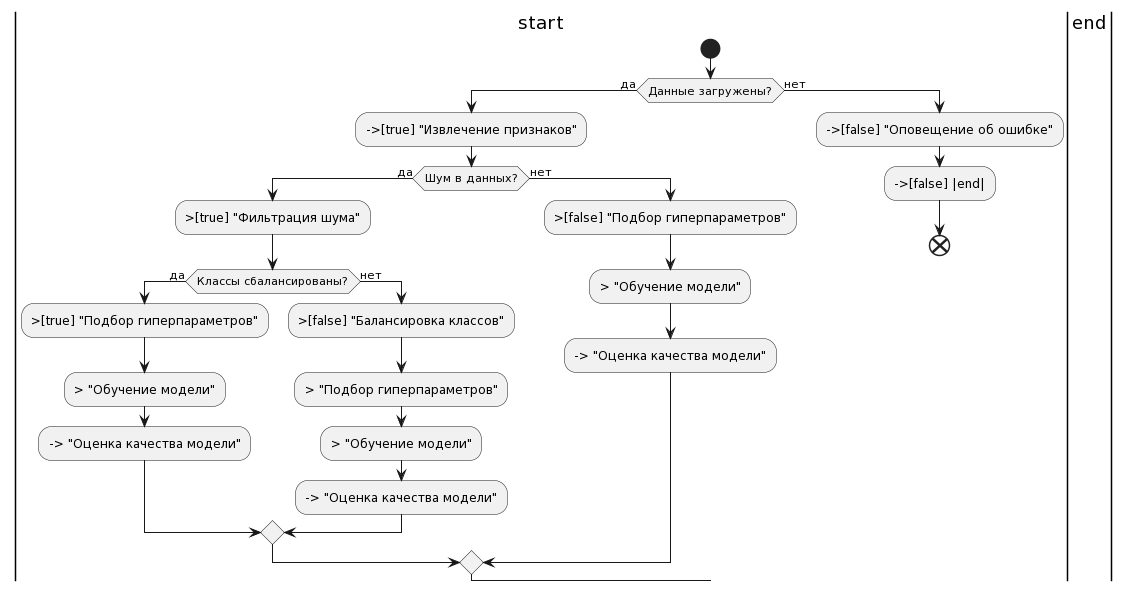 start
end
Данные загружены?
да
нет
->[true] "Извлечение признаков"
->[false] "Оповещение об ошибке"
Шум в данных?
да
нет
->[false] |end|
>[true] "Фильтрация шума"
>[false] "Подбор гиперпараметров"
Классы сбалансированы?
да
нет
> "Обучение модели"
>[true] "Подбор гиперпараметров"
>[false] "Балансировка классов"
-> "Оценка качества модели"
> "Обучение модели"
> "Подбор гиперпараметров"
-> "Оценка качества модели"
> "Обучение модели"
-> "Оценка качества модели"